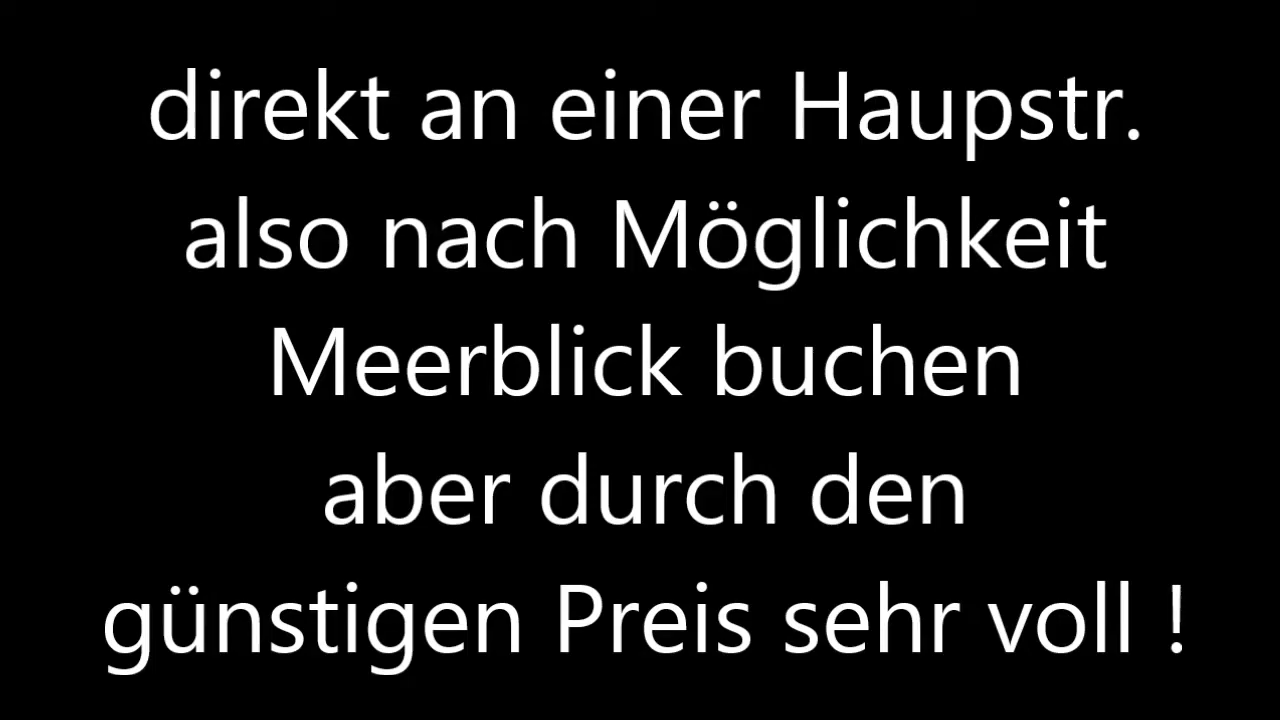 direkt an einer Haupstr.
also nach Möglichkeit
Meerblick buchen
aber durch den
günstigen Preis sehr voll !